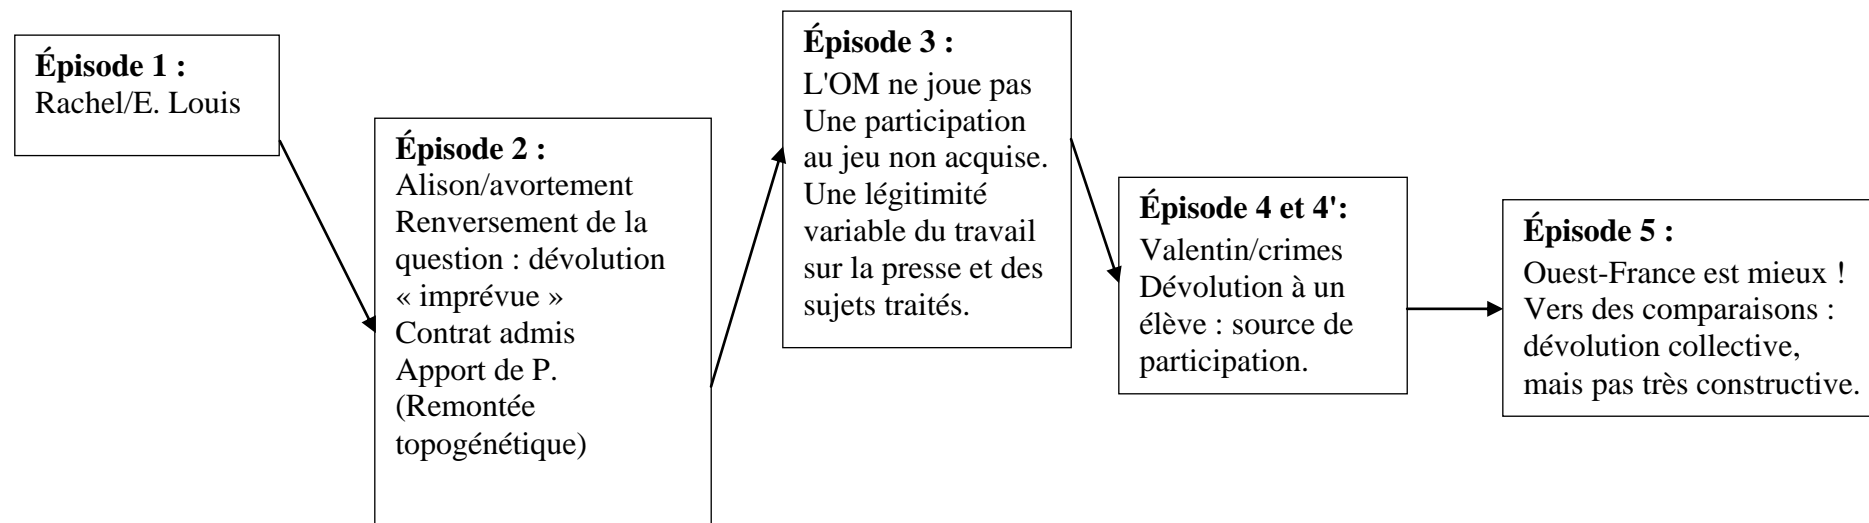 Épisode 1 :
Rachel/E. Louis
Épisode 2 :
Alison/avortement
Renversement de la
question : dévolution
« imprévue »
Contrat admis
Apport de P.
(Remontée
topogénétique)
Épisode 3 :
L'OM ne joue pas
Une participation
au jeu non acquise.
Une légitimité
variable du travail
sur la presse et des
sujets traités.
Épisode 4 et 4':
Valentin/crimes
Dévolution à un
élève : source de
participation.
Épisode 5 :
Ouest-France est mieux !
Vers des comparaisons :
dévolution collective,
mais pas très constructive.